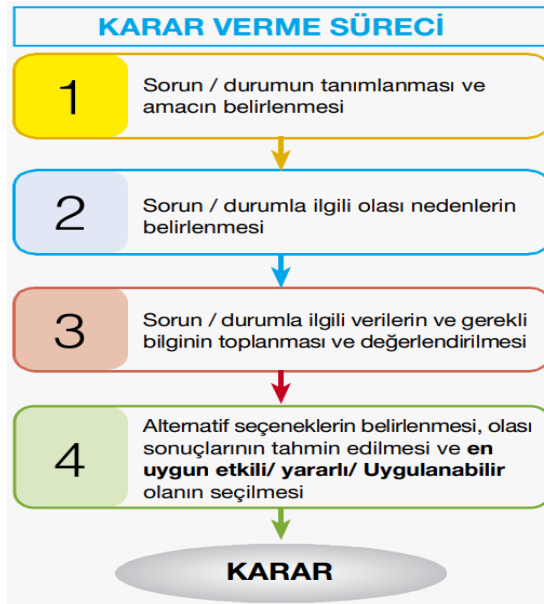 KARAR VERME SÜRECİ
1
Sorun / durumun tanımlanması ve
amacın belirlenmesi
2
Sorun / durumla ilgili olası nedenlerin
belirlenmesi
3
Sorun / durumla ilgili verilerin ve gerekli
bilginin toplanması ve değerlendirilmesi
4
Alternatif seçeneklerin belirlenmesi, olası
sonuçlarının tahmin edilmesi ve en
uygun etkili/ yararlı/ Uygulanabilir
olanın seçilmesi
KARAR